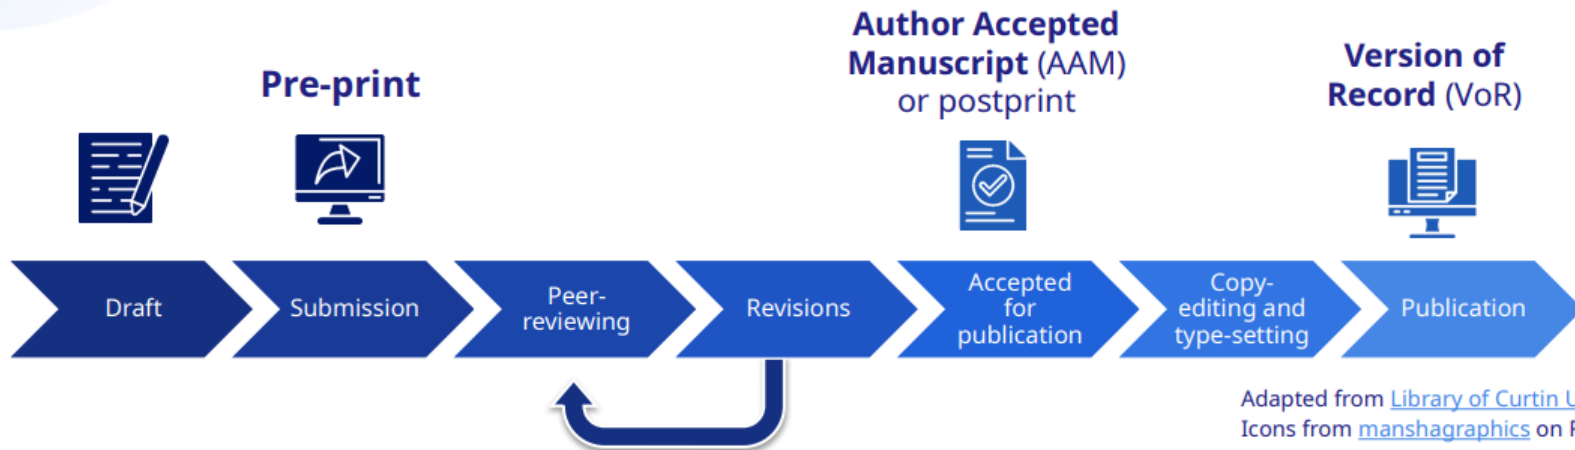 Pre-print
Author Accepted
Manuscript (AAM)
or postprint
Version of
Record (VoR)
Draft
Submission
Peer-
reviewing
Revisions
Accepted
for
publication
Copy-
editing and
type-setting
Publication
Adapted from Library of Curtin
Icons from manshagraphics on